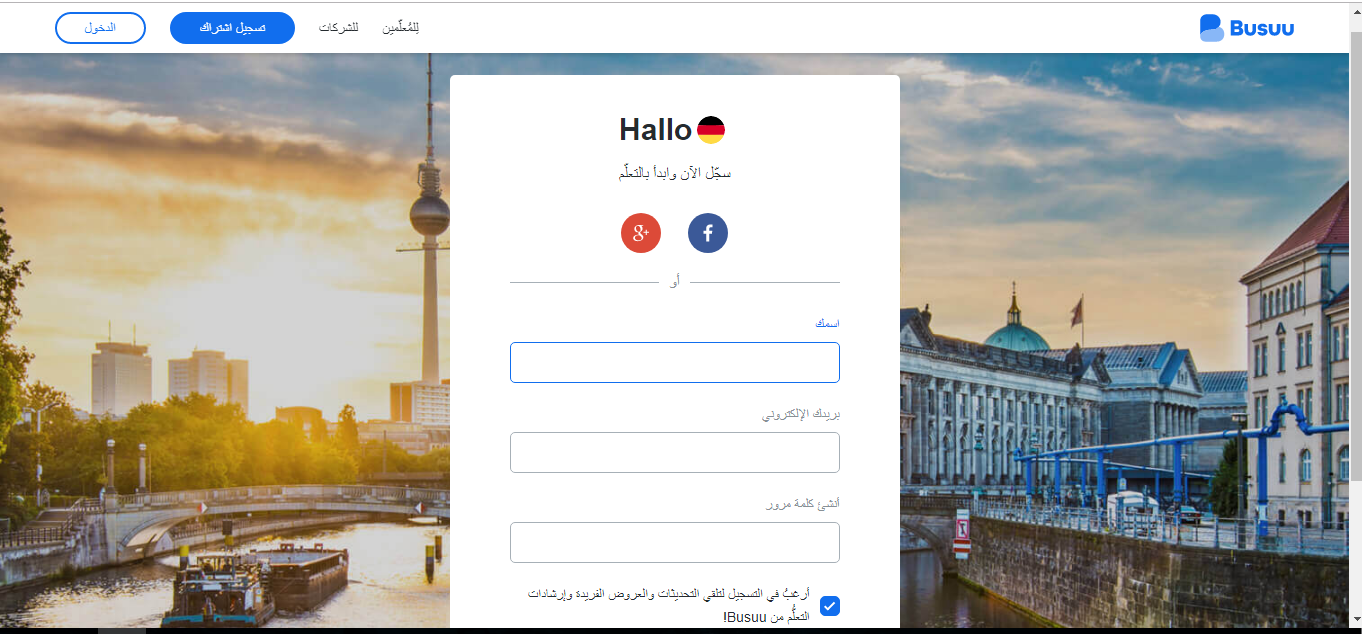 Busuu
لِلمُعلِّمين
للشركات
تسجيل اشتراك
الدخول
Hallo
سجّل الآن وابدأ بالتعلّم
f
g+
أو
اسمك
بريدك الإلكتروني
أنشئ كلمة مرور
أرغبُ في التسجيل لتلقي التحديثات والعروض الفريدة وإرشادات
التعلُّم من Busuu!